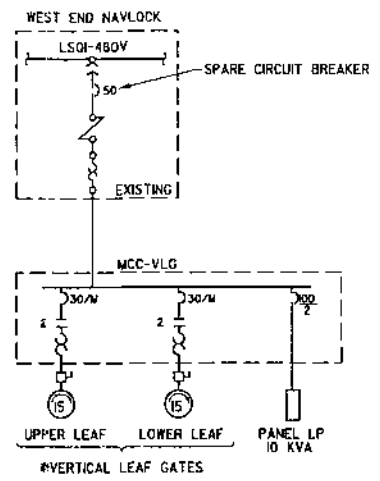 WEST END NAVLOCK
LSQ1-480V
SPARE CIRCUIT BREAKER
50
EXISTING
MCC-VLG
30/M
30/M
100
2
2
2
15
15
UPPER LEAF
LOWER LEAF
PANEL LP
10 KVA
*VERTICAL LEAF GATES